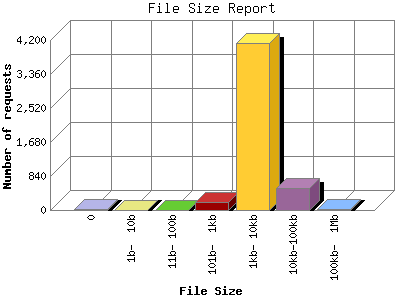 File Size Report
Number of requests
4,200
3,360
2,520
1,680
840
0
0
1b- 10b
11b- 100b
101b- 1kb
1kb- 10kb
10kb-100kb
100kb- 1Mb
File Size